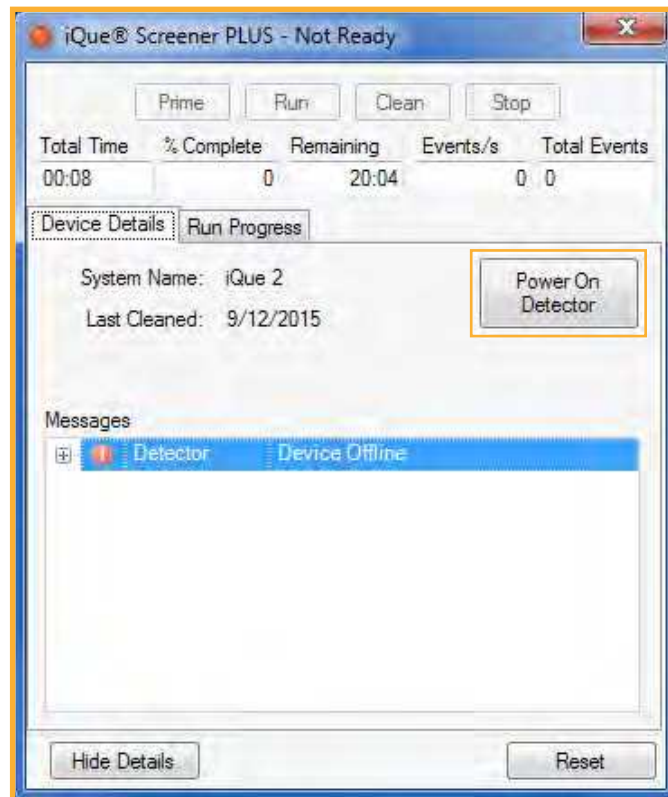 iQue® Screener PLUS - Not Ready
Prime Run Clean Stop
Total Time % Complete Remaining Events/s Total Events
00:08 0 20:04 0 0
Device Details Run Progress
System Name: iQue 2
Power On
Detector
Last Cleaned: 9/12/2015
Messages
Detector Device Offline
Hide Details Reset